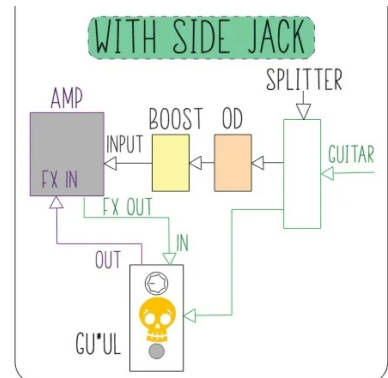 WITH SIDE JACK
SPLITTER
AMP
BOOST OD
INPUT
GUITAR
FX IN
FX OUT
IN
OUT
GU*UL